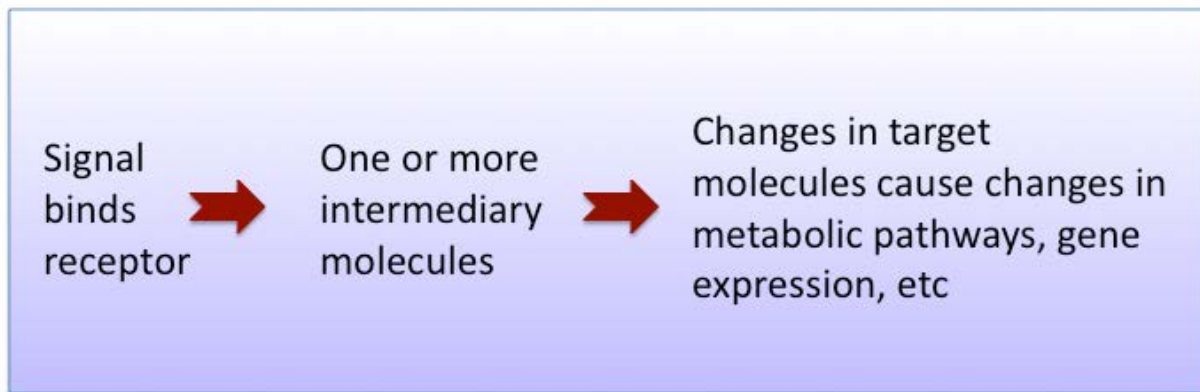 Signal
binds
receptor
One or more
intermediary
molecules
Changes in target
molecules cause changes in
metabolic pathways, gene
expression, etc